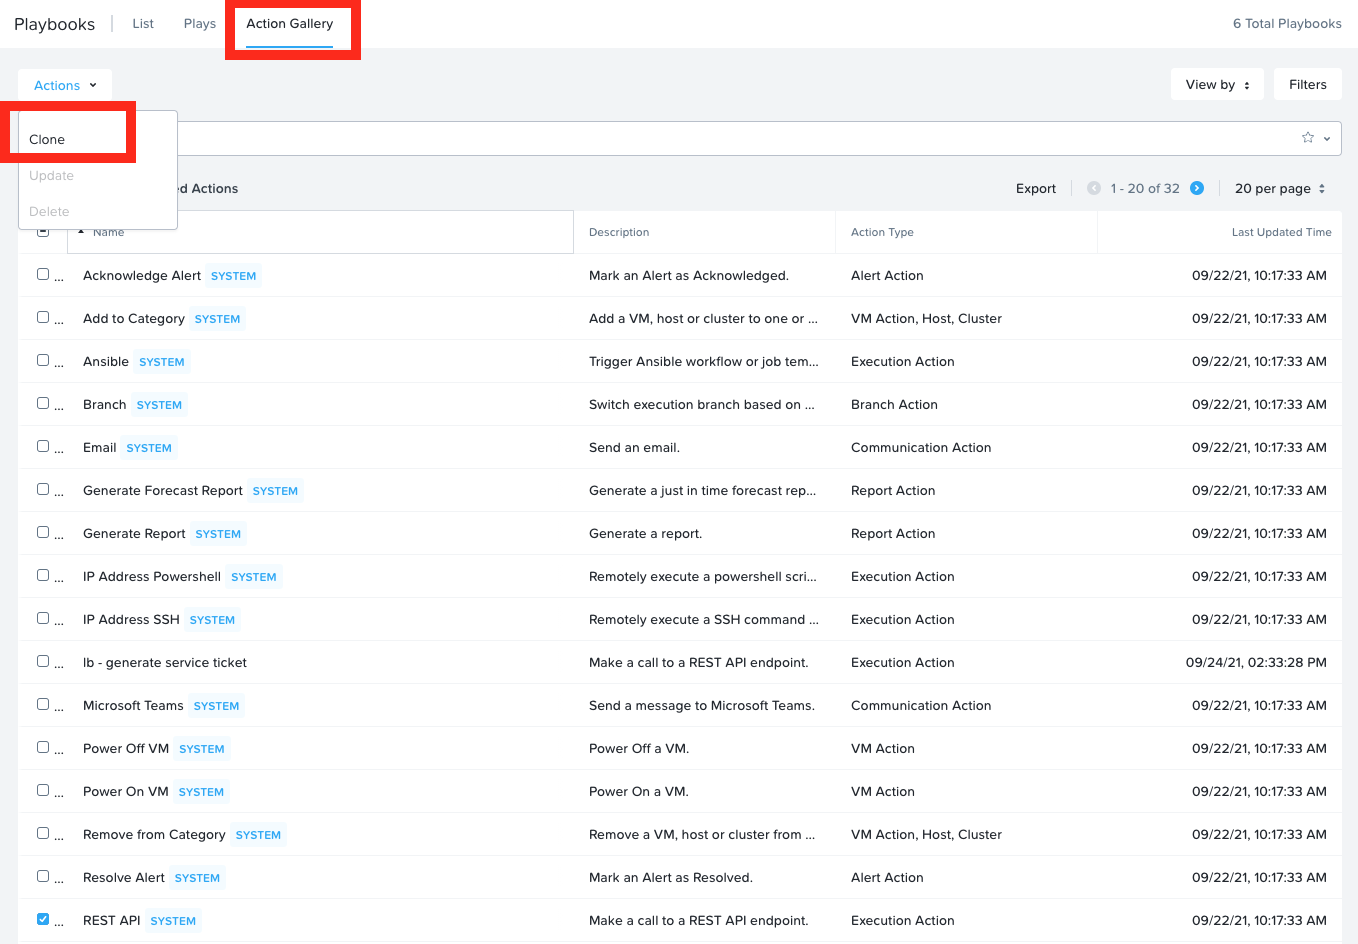 Playbooks List Plays Action Gallery 6 Total Playbooks
Actions View by Filters
Clone
Update
ed Actions Export 1 - 20 of 32 20 per page
Delete
Name Description Action Type Last Updated Time
... Acknowledge Alert SYSTEM Mark an Alert as Acknowledged. Alert Action 09/22/21, 10:17:33 AM
... Add to Category SYSTEM Add a VM, host or cluster to one or ... VM Action, Host, Cluster 09/22/21, 10:17:33 AM
... Ansible SYSTEM Trigger Ansible workflow or job tem... Execution Action 09/22/21, 10:17:33 AM
... Branch SYSTEM Switch execution branch based on ... Branch Action 09/22/21, 10:17:33 AM
... Email SYSTEM Send an email. Communication Action 09/22/21, 10:17:33 AM
... Generate Forecast Report SYSTEM Generate a just in time forecast rep... Report Action 09/22/21, 10:17:33 AM
... Generate Report SYSTEM Generate a report. Report Action 09/22/21, 10:17:33 AM
... IP Address Powershell SYSTEM Remotely execute a powershell scri... Execution Action 09/22/21, 10:17:33 AM
... IP Address SSH SYSTEM Remotely execute a SSH command ... Execution Action 09/22/21, 10:17:33 AM
... lb - generate service ticket Make a call to a REST API endpoint. Execution Action 09/24/21, 02:33:28 PM
... Microsoft Teams SYSTEM Send a message to Microsoft Teams. Communication Action 09/22/21, 10:17:33 AM
... Power Off VM SYSTEM Power Off a VM. VM Action 09/22/21, 10:17:33 AM
... Power On VM SYSTEM Power On a VM. VM Action 09/22/21, 10:17:33 AM
... Remove from Category SYSTEM Remove a VM, host or cluster from ... VM Action, Host, Cluster 09/22/21, 10:17:33 AM
... Resolve Alert SYSTEM Mark an Alert as Resolved. Alert Action 09/22/21, 10:17:33 AM
... REST API SYSTEM Make a call to a REST API endpoint. Execution Action 09/22/21, 10:17:33 AM